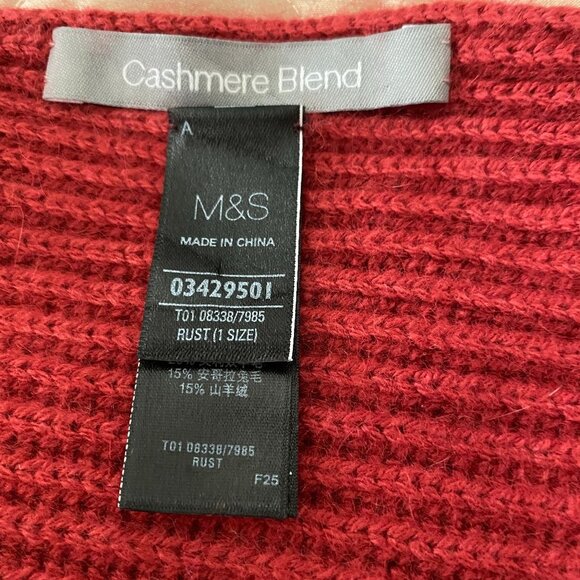 Cashmere Blend
A
M&S
MADE IN CHINA
03429501
T01 08338/7985
RUST (1 SIZE)
15% 安哥拉兔毛
15% 山羊绒
T01 08338/7985
RUST
F25